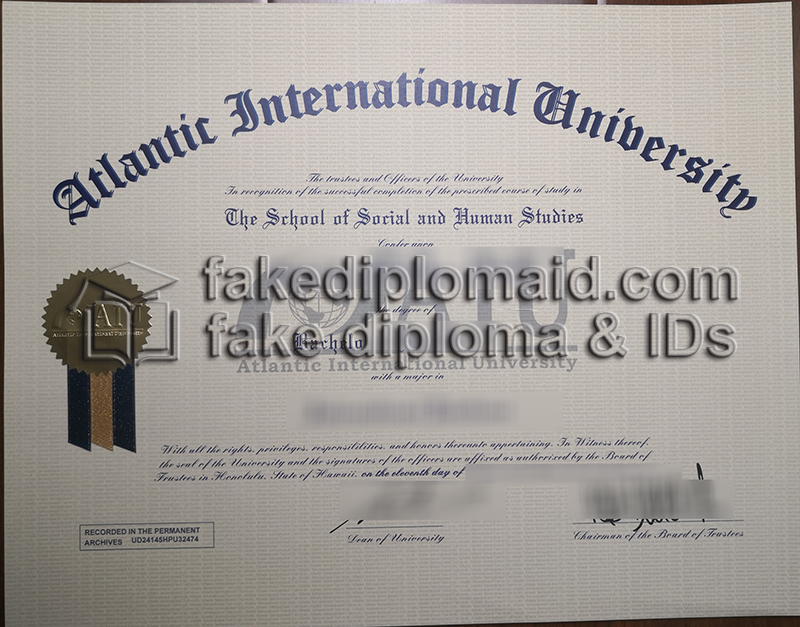 Atlantic International University
The trustees and Officers of the University
In recognition of the successful completion of the prescribed course of study in
The School of Social and Human Studies
Confer upon
AIU
fakediplomaid.com
the degree of
fake diploma & IDs
Bachelo
Atlantic International University
with a major in
With all the rights, privileges, responsibilities, and honors thereunto appertaining. In Witness thereof,
the seal of the University and the signatures of the officers are affixed as authorized by the Board of
Trustees in Honolulu, State of Hawaii, on the eleventh day of
RECORDED IN THE PERMANENT
ARCHIVES UD24145HPU32474
Dean of University
Chairman of the Board of Trustees